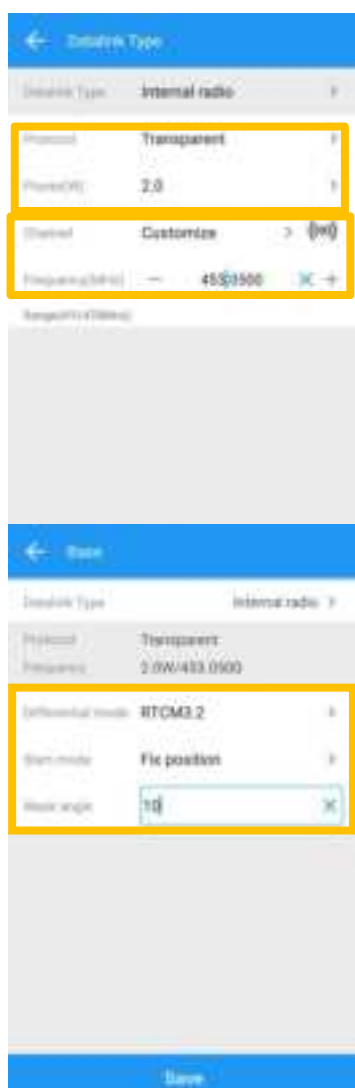 Datalink Type
Datalink Type Internal radio
Protocol Transparent
Power(W) 2.0
Channel Customize
Frequency(MHz) — 453.0500 +
Base
Datalink Type Internal radio
Protocol Transparent
Frequency 2.0W/453.0500
Differential mode RTCM3.2
Start mode Fix position
Mask angle 10
Save